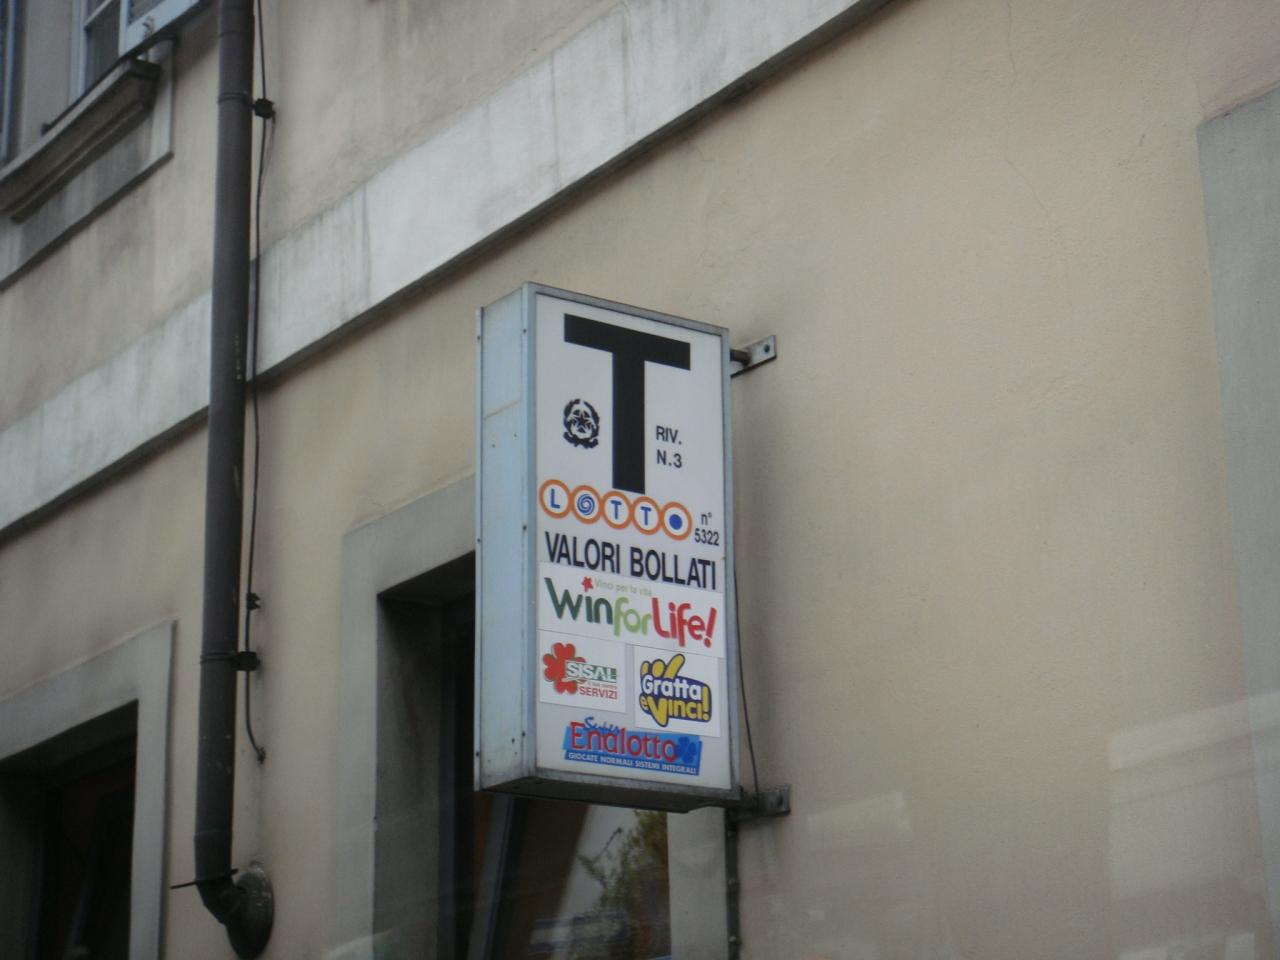 T
RIV.
N.3
LOTTO
n°
5322
VALORI BOLLATI
Vinci per la vita
Win for Life!
SISAL
SERVIZI
Gratta
e Vinci!
Super
Enalotto
GIOCATE NORMALI SISTEMI INTEGRALI